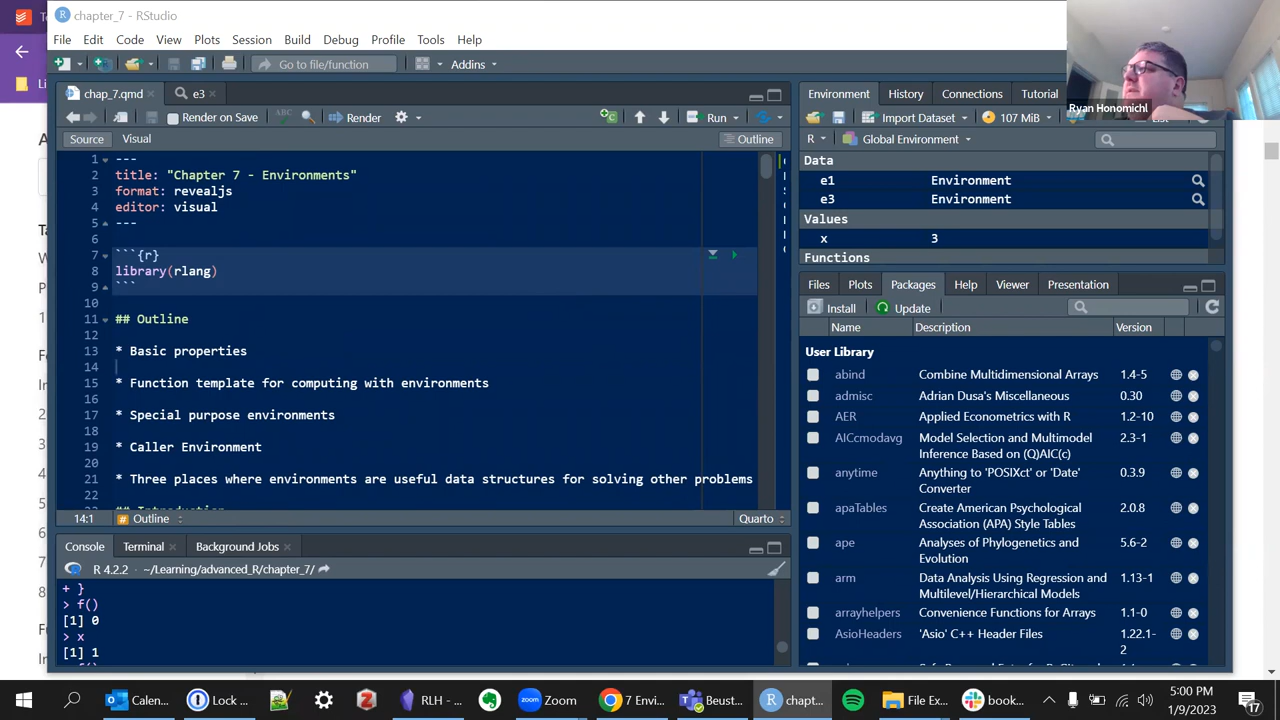 chapter_7 - RStudio
File Edit Code View Plots Session Build Debug Profile Tools Help
Go to file/function Addins
chap_7.qmd e3
Render on Save Render Run
Source Visual Outline
1 ---
2 title: "Chapter 7 - Environments"
3 format: revealjs
4 editor: visual
5 ---
6
7 ```{r}
8 library(rlang)
9 ```
10
11 ## Outline
12
13 * Basic properties
14
15 * Function template for computing with environments
16
17 * Special purpose environments
18
19 * Caller Environment
20
21 * Three places where environments are useful data structures for solving other problems
22
14:1 # Outline Quarto
Console Terminal Background Jobs
R 4.2.2 · ~/Learning/advanced_R/chapter_7/
+ }
> f()
[1] 0
> x
[1] 1
Environment History Connections Tutorial
Import Dataset 107 MiB
R Global Environment
Data
e1 Environment
e3 Environment
Values
x 3
Functions
Files Plots Packages Help Viewer Presentation
Install Update
Name Description Version
User Library
abind Combine Multidimensional Arrays 1.4-5
admisc Adrian Dusa's Miscellaneous 0.30
AER Applied Econometrics with R 1.2-10
AICcmodavg Model Selection and Multimodel Inference Based on (Q)AIC(c) 2.3-1
anytime Anything to 'POSIXct' or 'Date' Converter 0.3.9
apaTables Create American Psychological Association (APA) Style Tables 2.0.8
ape Analyses of Phylogenetics and Evolution 5.6-2
arm Data Analysis Using Regression and Multilevel/Hierarchical Models 1.13-1
arrayhelpers Convenience Functions for Arrays 1.1-0
AsioHeaders 'Asio' C++ Header Files 1.22.1-2
Ryan Honomichl
Calen... Lock ... RLH - ... Zoom 7 Envi... Beust... chapt... File Ex... book...
5:00 PM
1/9/2023
17